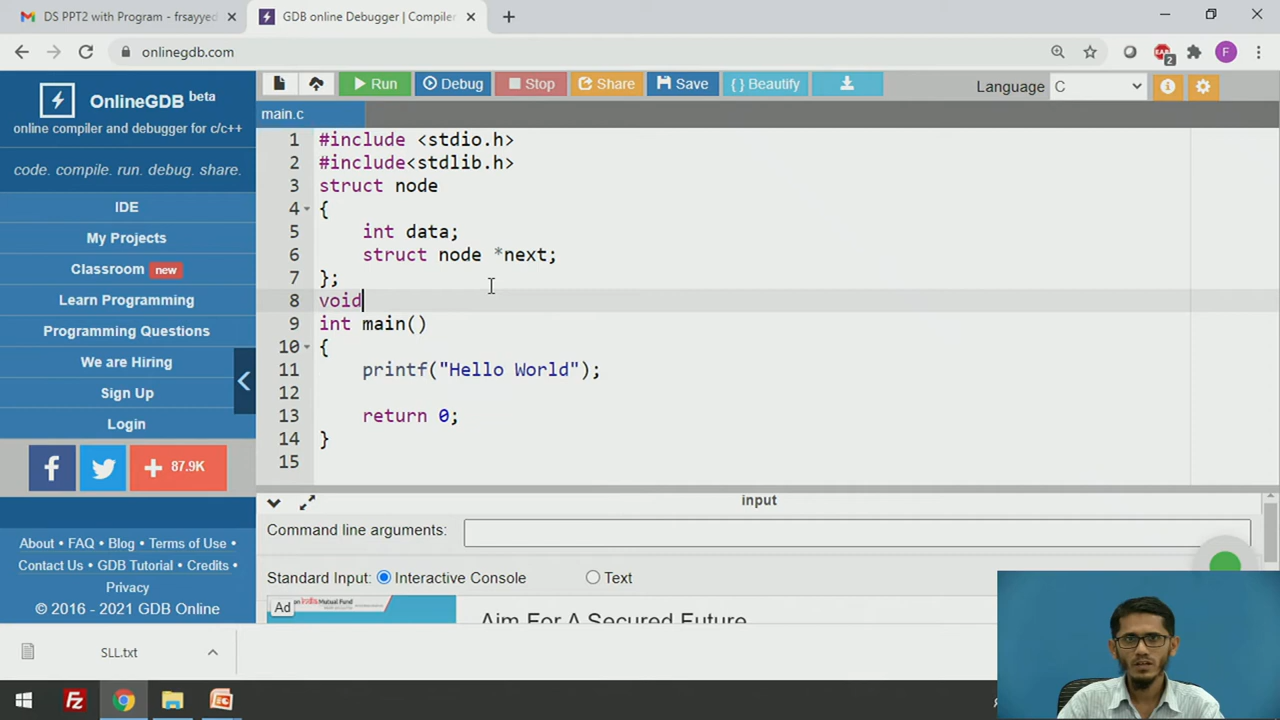 DS PPT2 with Program - frsayyed
GDB online Debugger | Compiler
onlinegdb.com
F
2
OnlineGDB beta
online compiler and debugger for c/c++
code. compile. run. debug. share.
IDE
My Projects
Classroom new
Learn Programming
Programming Questions
We are Hiring
Sign Up
Login
f
+ 87.9K
About • FAQ • Blog • Terms of Use •
Contact Us • GDB Tutorial • Credits •
Privacy
© 2016 - 2021 GDB Online
Run
Debug
Stop
Share
Save
{ } Beautify
Language C
main.c
1 #include <stdio.h>
2 #include<stdlib.h>
3 struct node
4 {
5 int data;
6 struct node *next;
7 };
8 void
9 int main()
10 {
11 printf("Hello World");
12
13 return 0;
14 }
15
input
Command line arguments:
Standard Input: Interactive Console Text
Ad
Mutual Fund
Aim For A Secured Future
SLL.txt
Fz